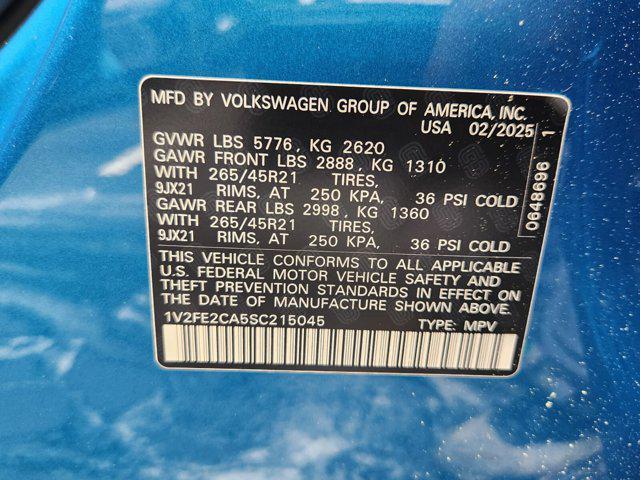 MFD BY VOLKSWAGEN GROUP OF AMERICA, INC.
USA 02/2025
GVWR LBS 5776, KG 2620
GAWR FRONT LBS 2888, KG 1310
WITH 265/45R21 TIRES,
9JX21 RIMS, AT 250 KPA, 36 PSI COLD
GAWR REAR LBS 2998, KG 1360
WITH 265/45R21 TIRES,
9JX21 RIMS, AT 250 KPA, 36 PSI COLD
THIS VEHICLE CONFORMS TO ALL APPLICABLE
U.S. FEDERAL MOTOR VEHICLE SAFETY AND
THEFT PREVENTION STANDARDS IN EFFECT ON
THE DATE OF MANUFACTURE SHOWN ABOVE.
1V2FE2CA5SC215045 TYPE: MPV
0648696 1